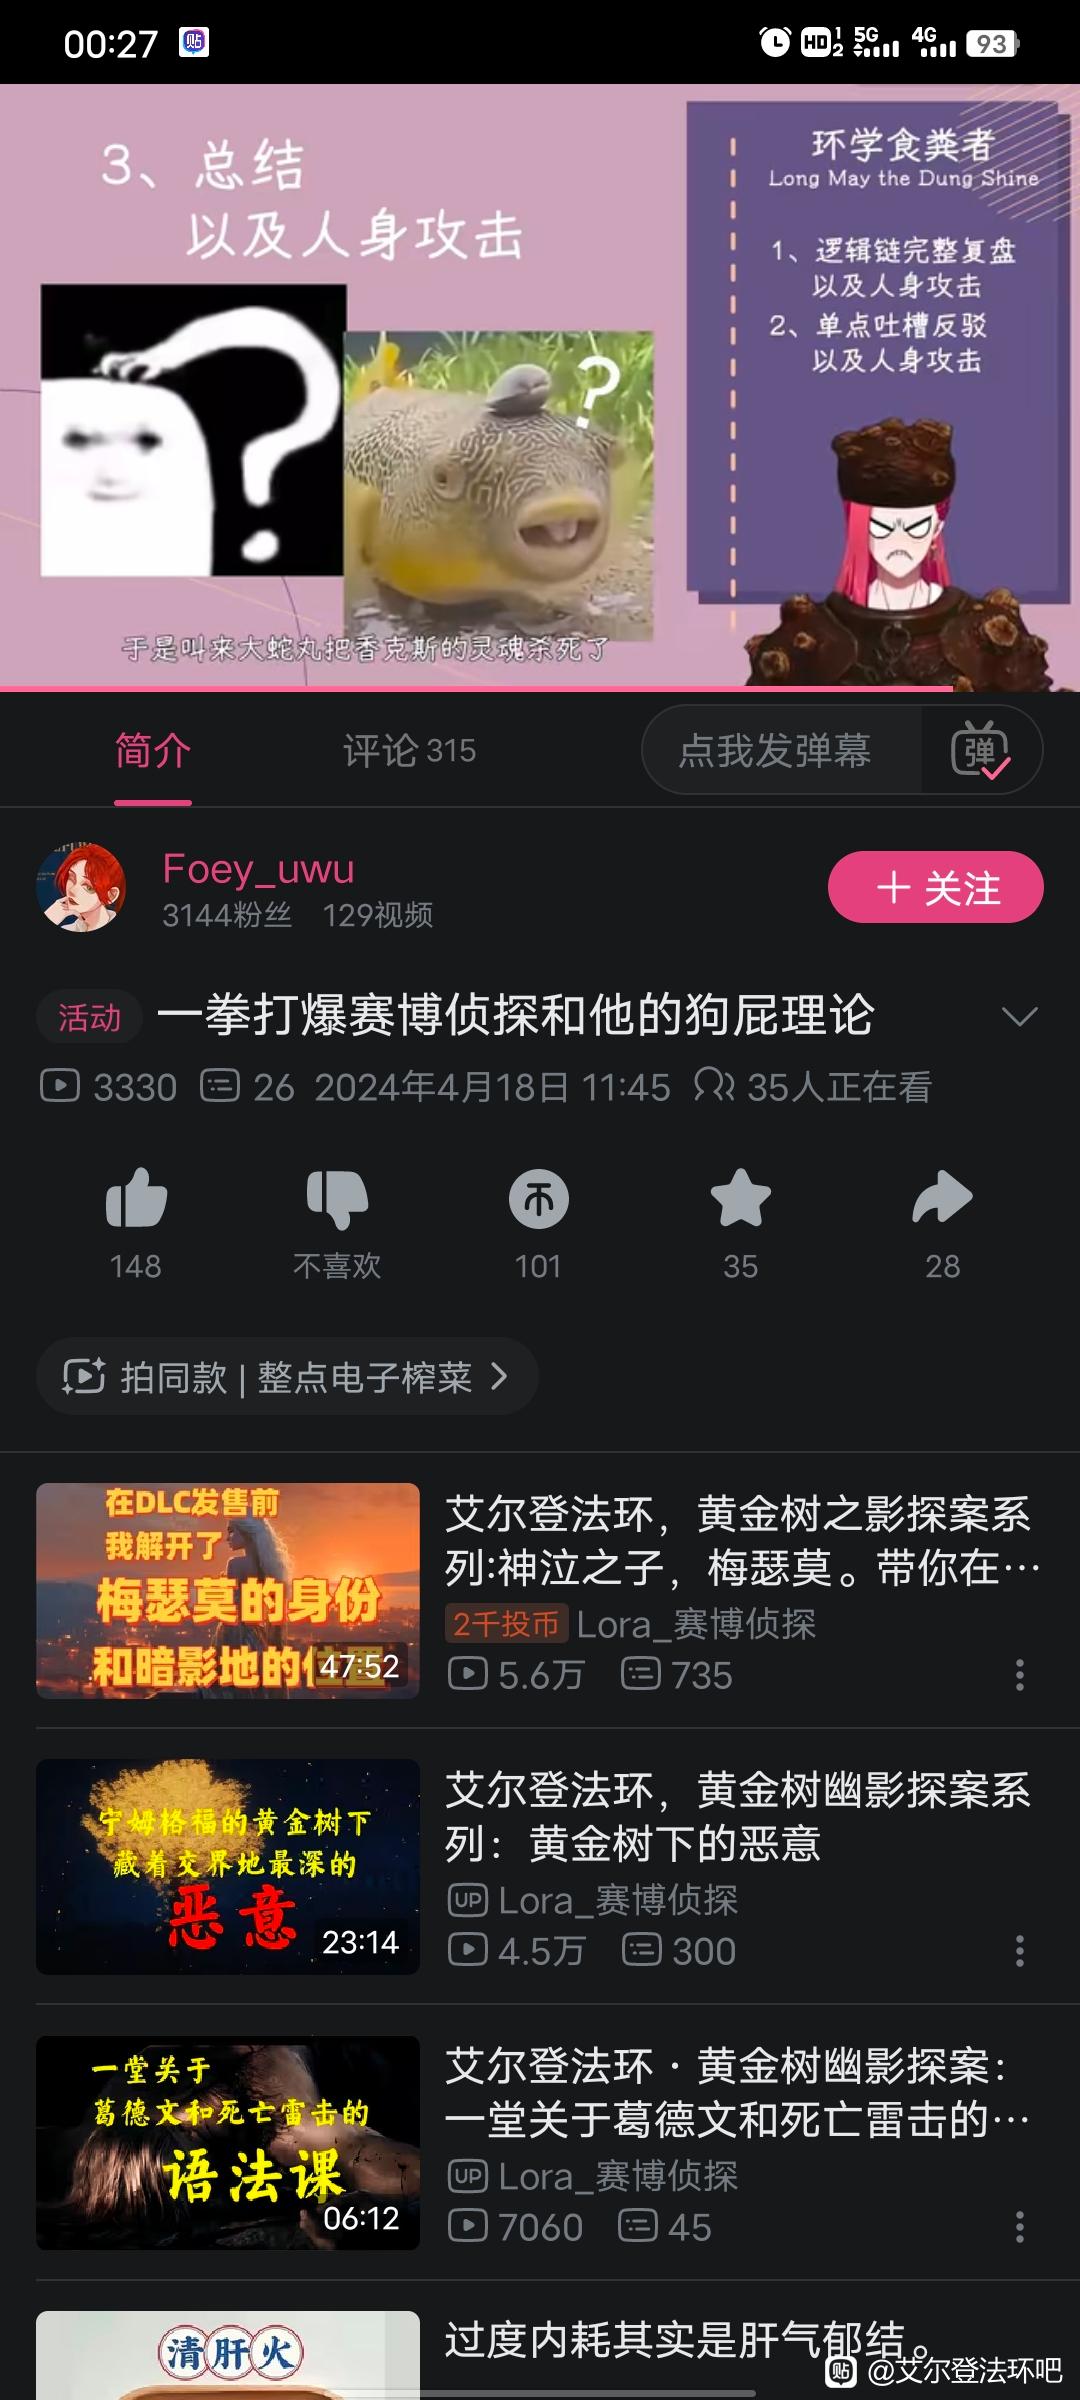 00:27
贴
HD 1 2 5G 4G 93
3、总结
以及人身攻击
环学食粪者
Long May the Dung Shine
1、逻辑链完整复盘
以及人身攻击
2、单点吐槽反驳
以及人身攻击
?
于是叫来大蛇丸把香克斯的灵魂杀死了
简介
评论 315
点我发弹幕
弹
Foey_uwu
3144粉丝 129视频
关注
活动 一拳打爆赛博侦探和他的狗屁理论
3330 26 2024年4月18日 11:45 35人正在看
148
不喜欢
101
35
28
拍同款 | 整点电子榨菜
在DLC发售前
我解开了
梅瑟莫的身份
和暗影地的位置
47:52
艾尔登法环，黄金树之影探案系
列:神泣之子，梅瑟莫。带你在…
2千投币 Lora_赛博侦探
5.6万 735
宁姆格福的黄金树下
藏着交界地最深的
恶意
23:14
艾尔登法环，黄金树幽影探案系
列：黄金树下的恶意
UP Lora_赛博侦探
4.5万 300
一堂关于
葛德文和死亡雷击的
语法课
06:12
艾尔登法环·黄金树幽影探案：
一堂关于葛德文和死亡雷击的…
UP Lora_赛博侦探
7060 45
清肝火
过度内耗其实是肝气郁结。
贴 @艾尔登法环吧